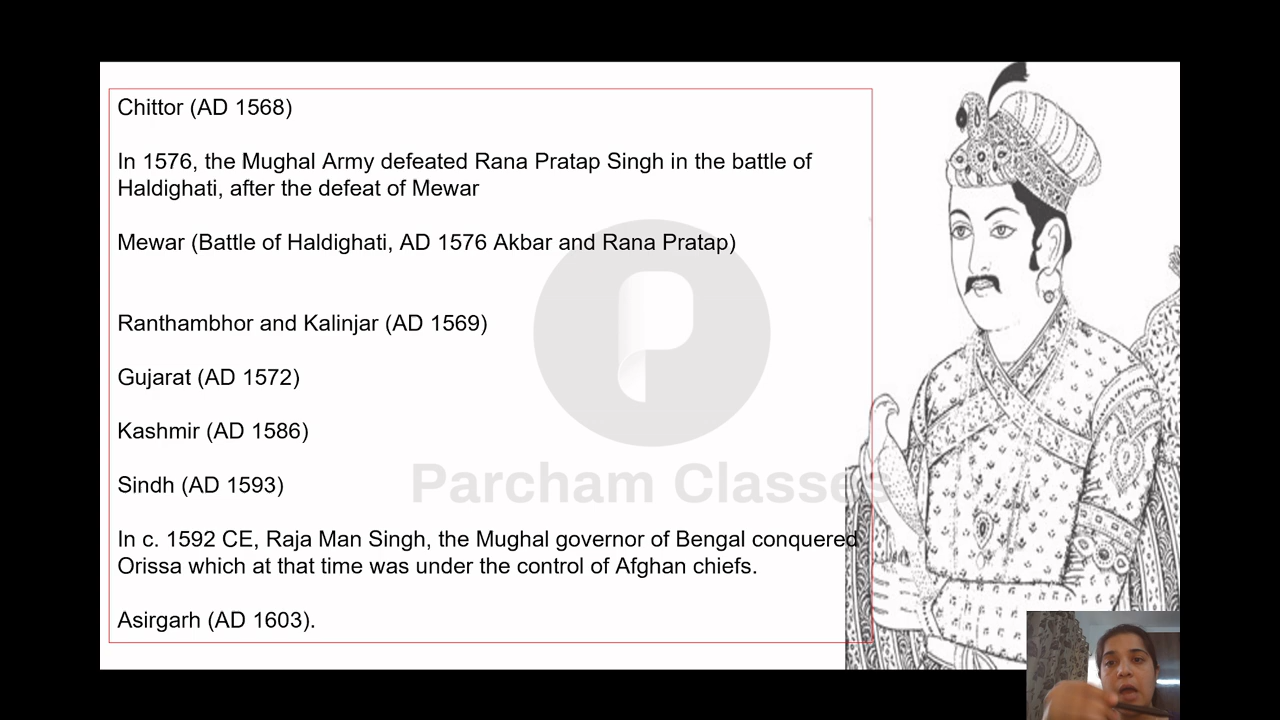 Chittor (AD 1568)
In 1576, the Mughal Army defeated Rana Pratap Singh in the battle of
Haldighati, after the defeat of Mewar
Mewar (Battle of Haldighati, AD 1576 Akbar and Rana Pratap)
Ranthambhor and Kalinjar (AD 1569)
Gujarat (AD 1572)
Kashmir (AD 1586)
Parcham Classes
Sindh (AD 1593)
In c. 1592 CE, Raja Man Singh, the Mughal governor of Bengal conquered
Orissa which at that time was under the control of Afghan chiefs.
Asirgarh (AD 1603).